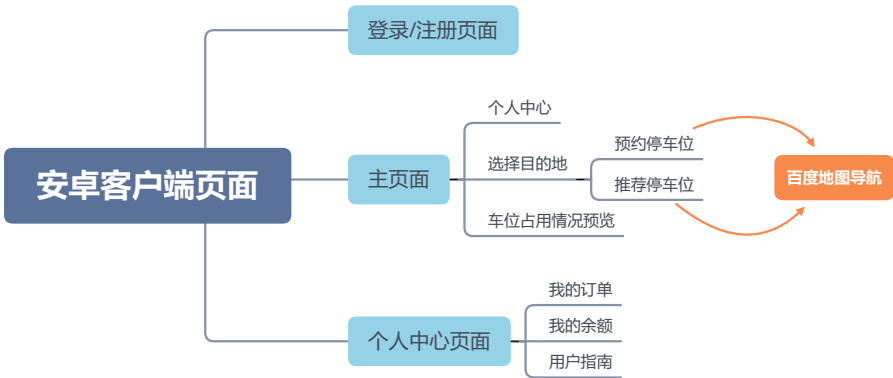 登录/注册页面
个人中心
预约停车位
选择目的地
安卓客户端页面
主页面
百度地图导航
推荐停车位
车位占用情况预览
我的订单
个人中心页面
我的余额
用户指南